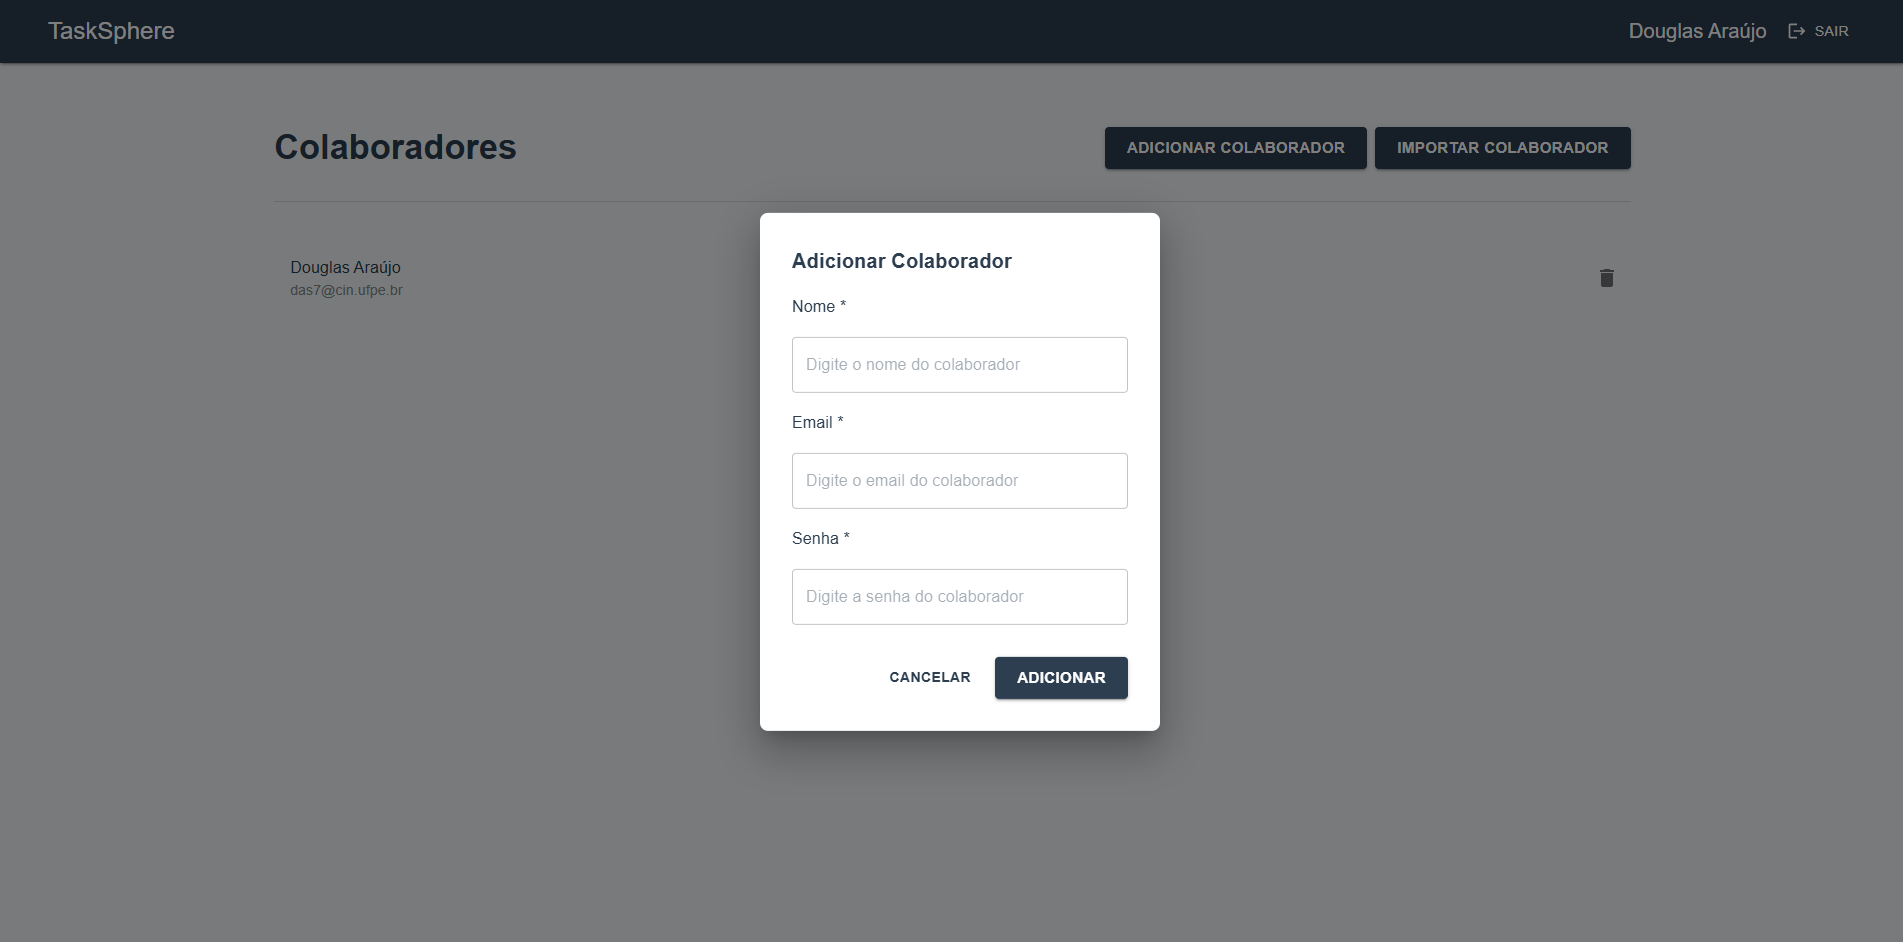 TaskSphere
Douglas Araújo
SAIR
Colaboradores
ADICIONAR COLABORADOR
IMPORTAR COLABORADOR
Douglas Araújo
das7@cin.ufpe.br
Adicionar Colaborador
Nome *
Digite o nome do colaborador
Email *
Digite o email do colaborador
Senha *
Digite a senha do colaborador
CANCELAR
ADICIONAR